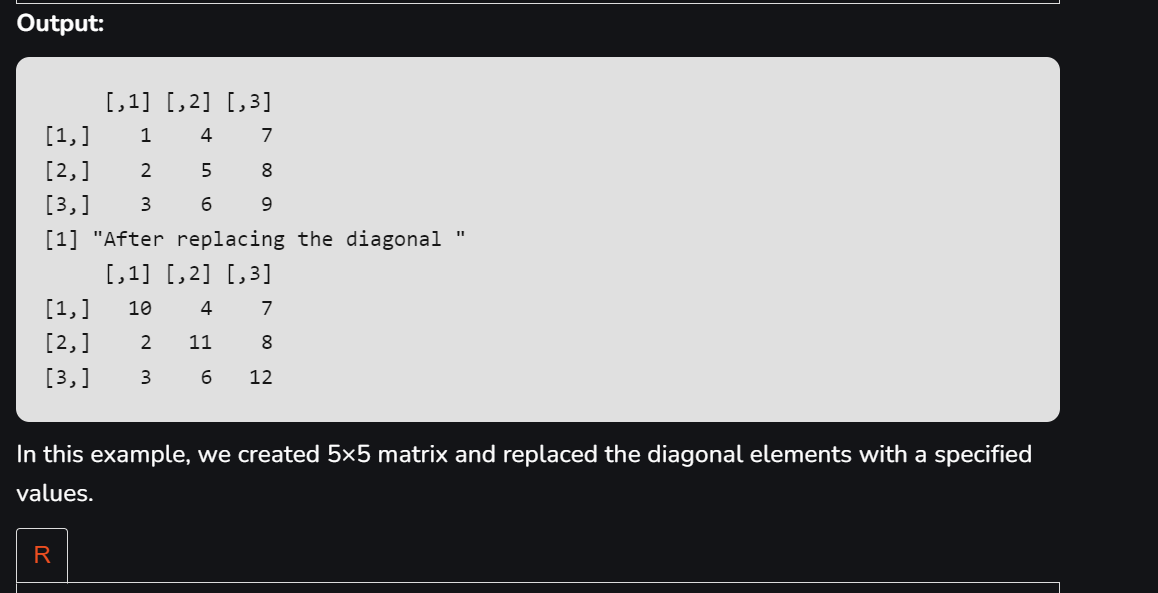 Output:
     [,1] [,2] [,3]
[1,]    1    4    7
[2,]    2    5    8
[3,]    3    6    9
[1] "After replacing the diagonal "
     [,1] [,2] [,3]
[1,]   10    4    7
[2,]    2   11    8
[3,]    3    6   12
In this example, we created 5×5 matrix and replaced the diagonal elements with a specified
values.
R